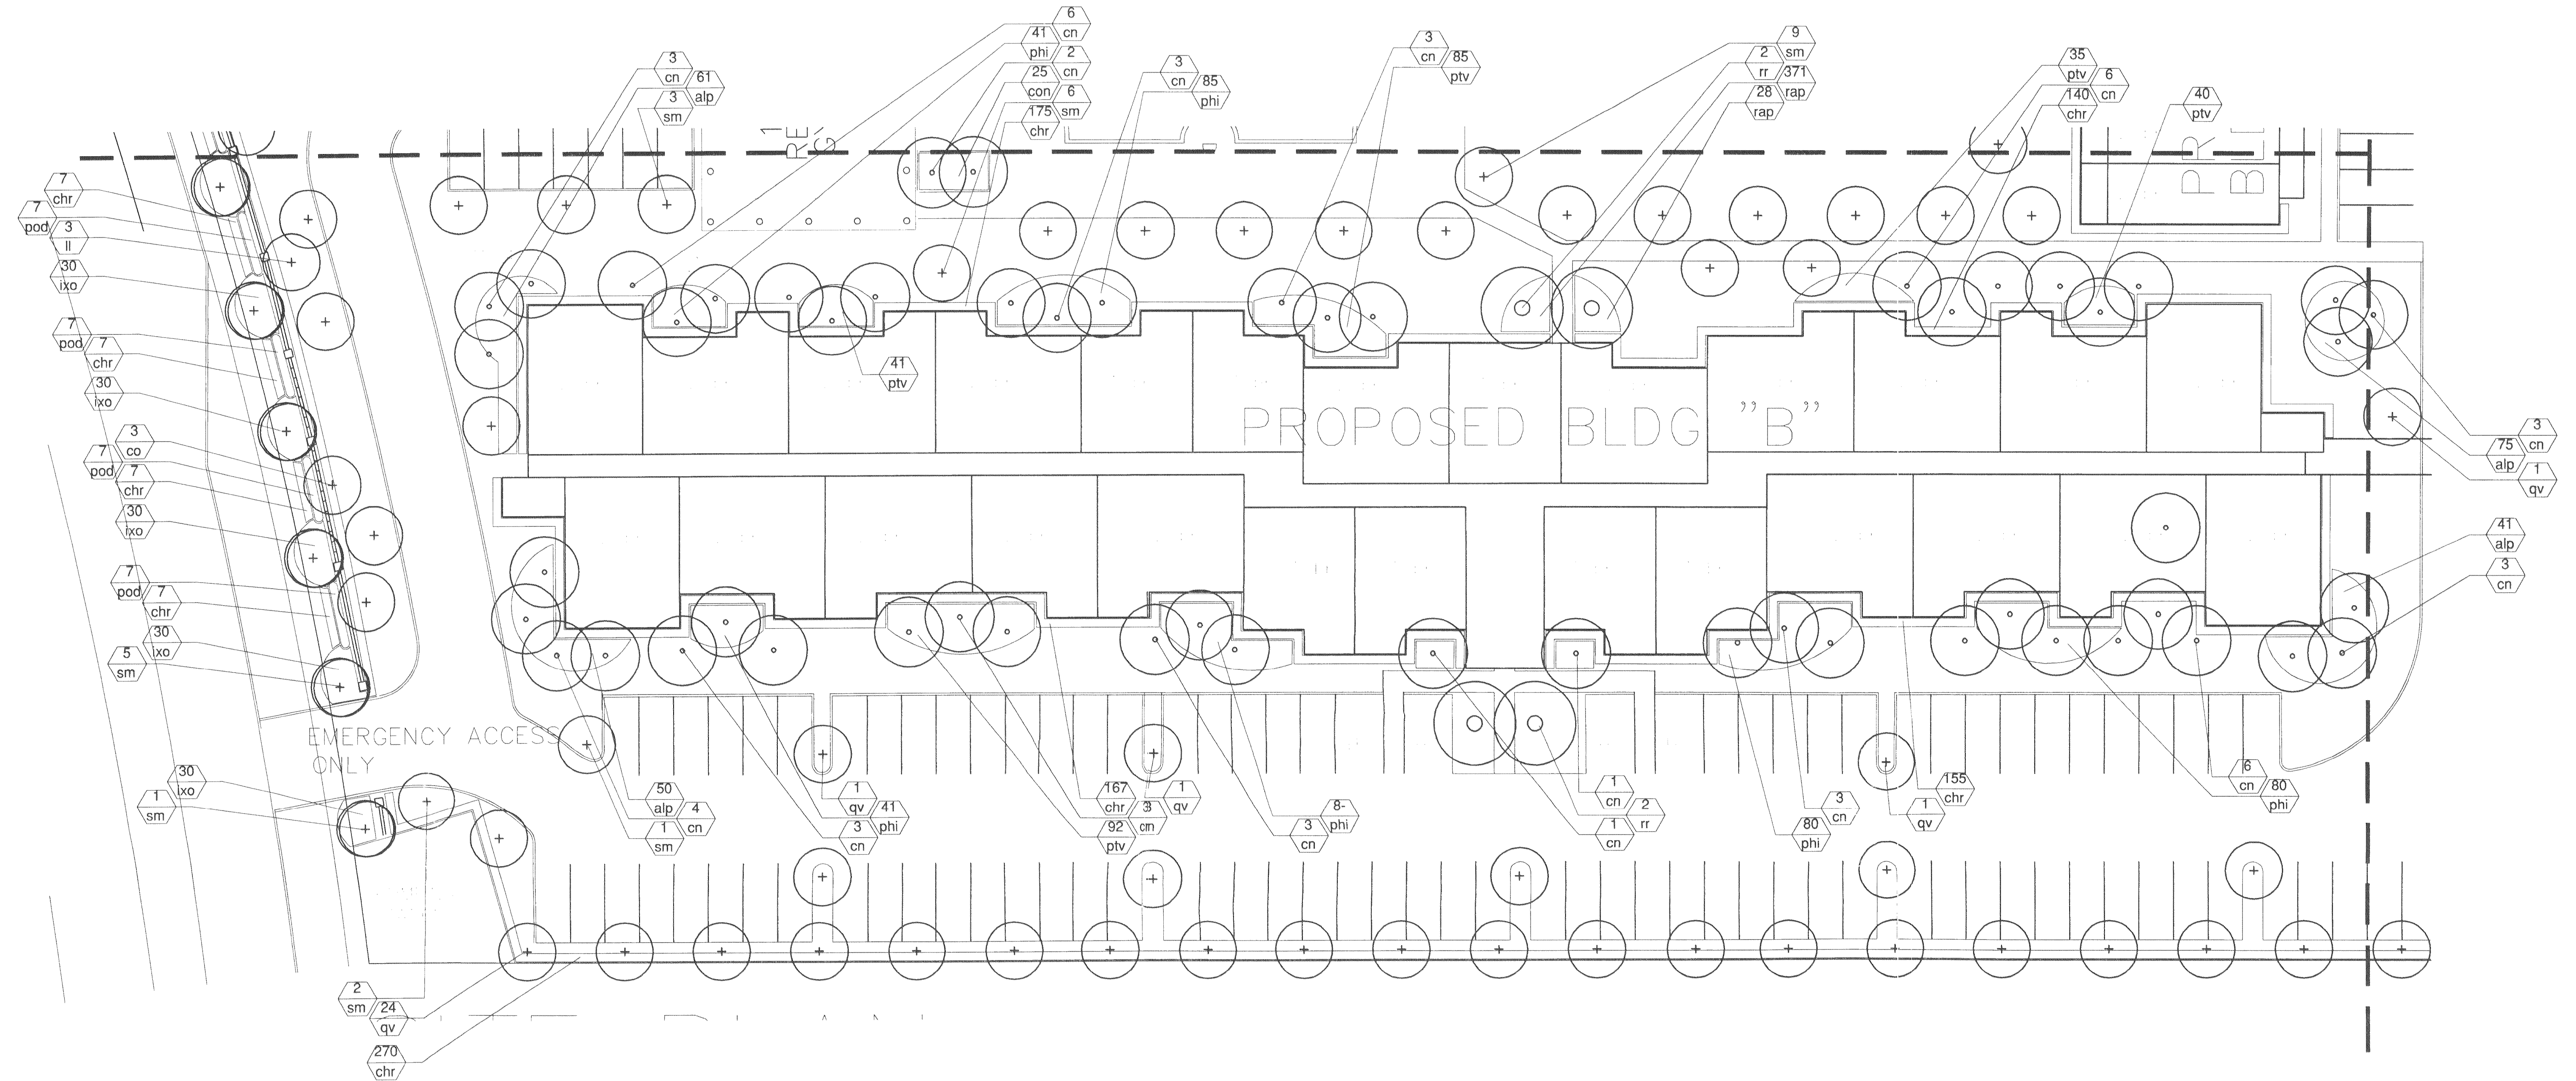 6
cn
41
phi
2
cn
25
con
6
sm
175
chr
3
cn
61
alp
3
sm
3
cn
85
phi
3
cn
85
ptv
9
sm
2
rr
371
rap
28
rap
35
ptv
6
cn
140
chr
40
ptv
7
chr
7
pod
3
ll
30
ixo
7
pod
7
chr
30
ixo
3
co
7
pod
7
chr
30
ixo
7
pod
7
chr
30
ixo
5
sm
41
ptv
PROPOSED BLDG "B"
3
cn
75
alp
1
qv
41
alp
3
cn
EMERGENCY ACCESS
ONLY
30
ixo
1
sm
50
alp
4
cn
1
sm
1
qv
41
phi
3
cn
167
chr
3
cn
1
qv
92
ptv
8-
phi
3
cn
1
cn
2
rr
1
cn
3
cn
80
phi
155
chr
1
qv
6
cn
80
phi
2
sm
24
qv
270
chr